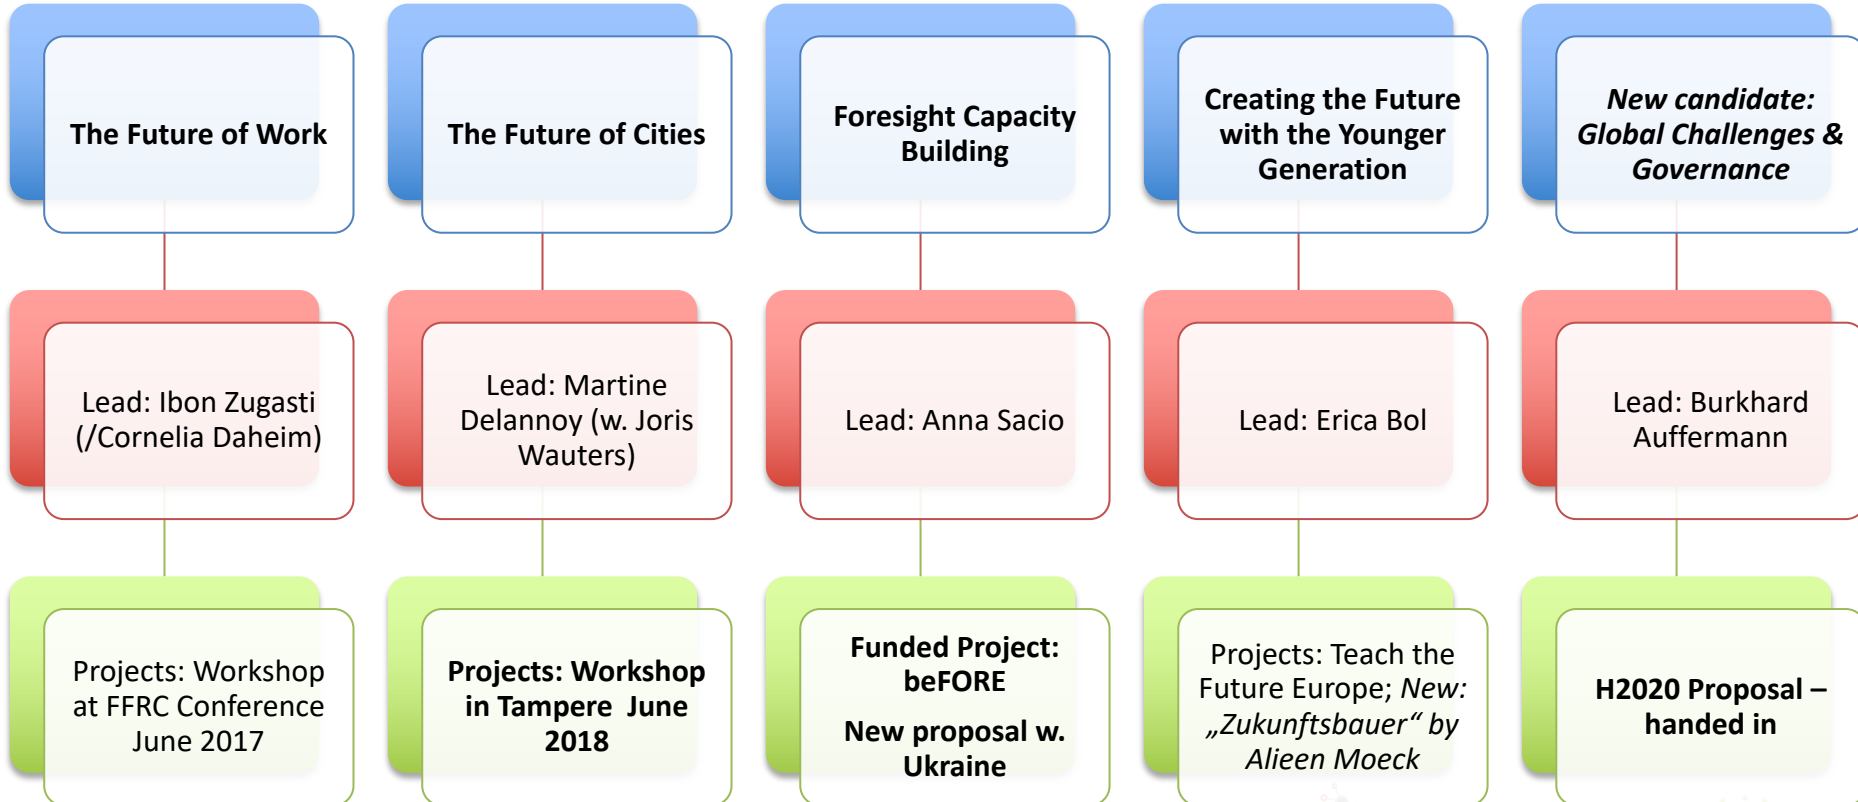 The Future of Work
The Future of Cities
Foresight Capacity
Building
Creating the Future
with the Younger
Generation
New candidate:
Global Challenges &
Governance
Lead: Ibon Zugasti
(/Cornelia Daheim)
Lead: Martine
Delannoy (w. Joris
Wauters)
Lead: Anna Sacio
Lead: Erica Bol
Lead: Burkhard
Auffermann
Projects: Workshop
at FFRC Conference
June 2017
Projects: Workshop
in Tampere June
2018
Funded Project:
beFORE
New proposal w.
Ukraine
Projects: Teach the
Future Europe; New:
„Zukunftsbauer“ by
Alieen Moeck
H2020 Proposal –
handed in